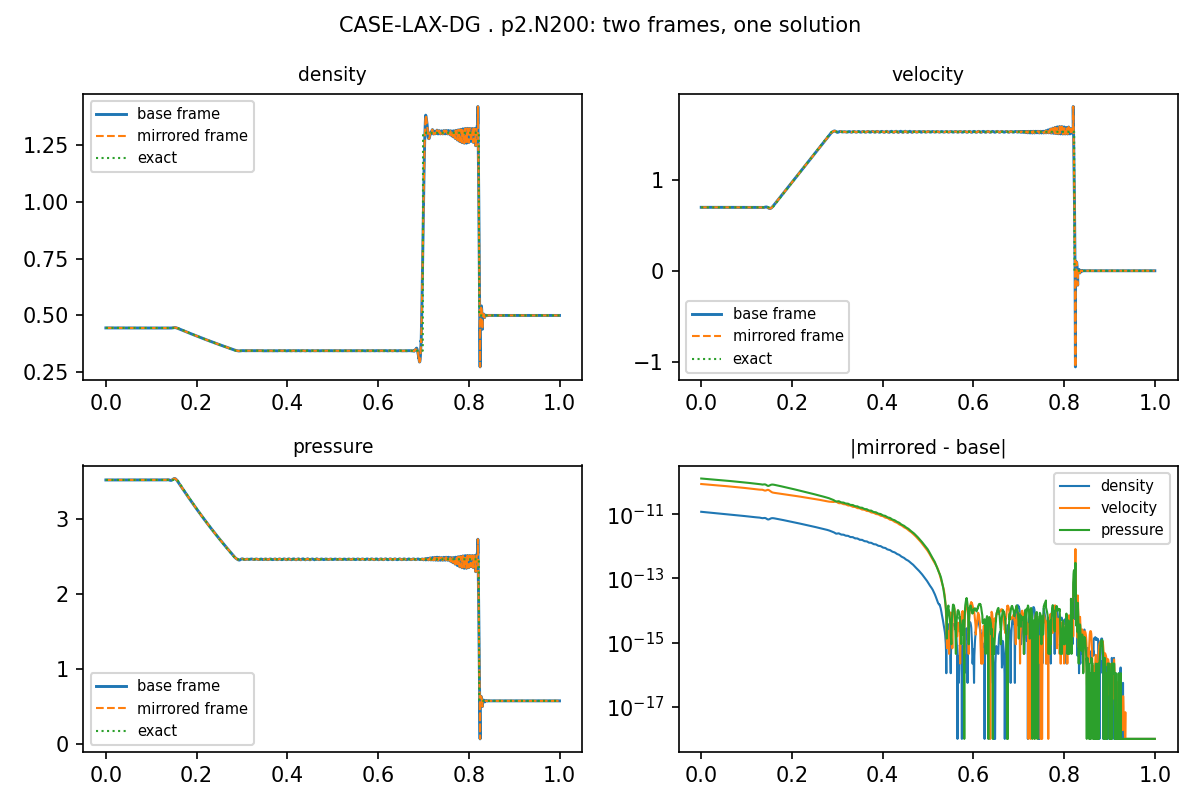 CASE-LAX-DG . p2.N200: two frames, one solution
density
1.25
1.00
0.75
0.50
0.25
base frame
mirrored frame
exact
0.0 0.2 0.4 0.6 0.8 1.0
velocity
1
0
−1
base frame
mirrored frame
exact
0.0 0.2 0.4 0.6 0.8 1.0
pressure
3
2
1
0
base frame
mirrored frame
exact
0.0 0.2 0.4 0.6 0.8 1.0
|mirrored - base|
10⁻¹¹
10⁻¹³
10⁻¹⁵
10⁻¹⁷
density
velocity
pressure
0.0 0.2 0.4 0.6 0.8 1.0